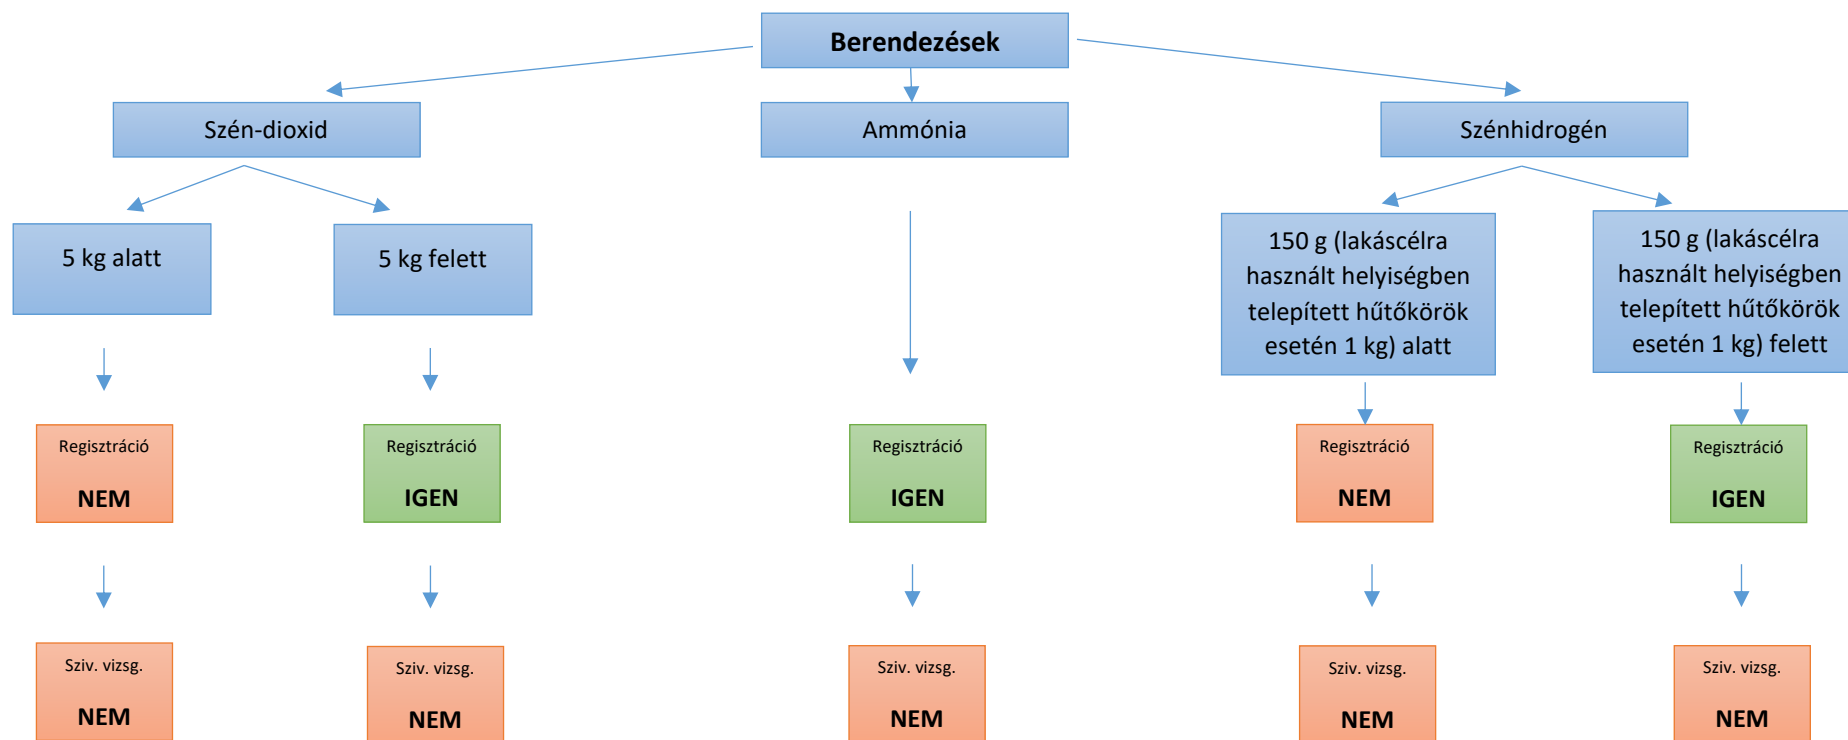 Berendezések
Szén-dioxid
Ammónia
Szénhidrogén
5 kg alatt
5 kg felett
150 g (lakáscélra
használt helyiségben
telepített hűtőkörök
esetén 1 kg) alatt
150 g (lakáscélra
használt helyiségben
telepített hűtőkörök
esetén 1 kg) felett
Regisztráció
NEM
Regisztráció
IGEN
Regisztráció
IGEN
Regisztráció
NEM
Regisztráció
IGEN
Sziv. vizsg.
NEM
Sziv. vizsg.
NEM
Sziv. vizsg.
NEM
Sziv. vizsg.
NEM
Sziv. vizsg.
NEM